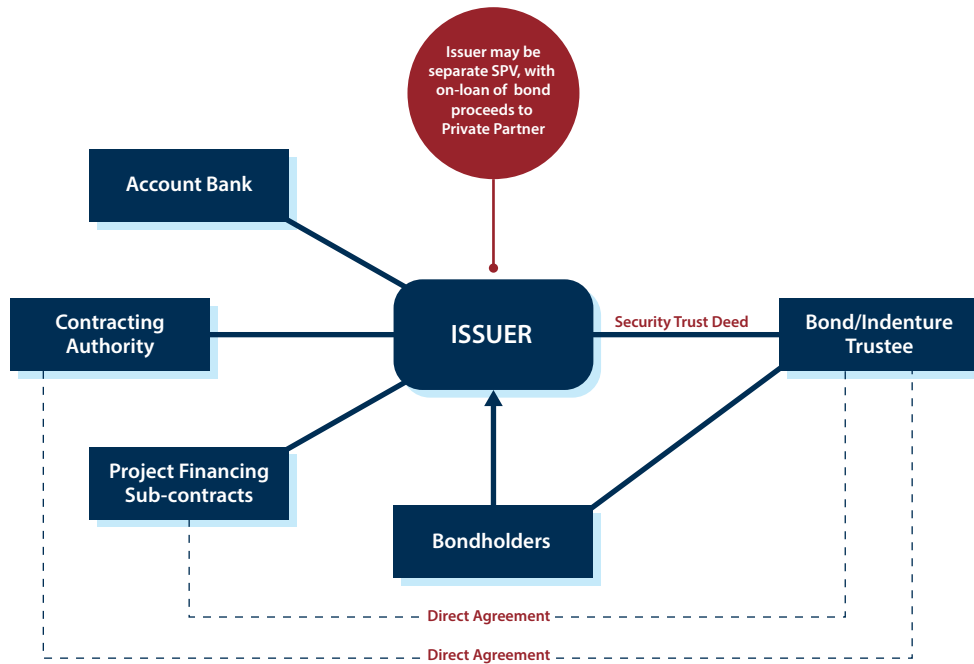 Issuer may be
separate SPV, with
on-loan of bond
proceeds to
Private Partner
Account Bank
Contracting
Authority
ISSUER
Security Trust Deed
Bond/Indenture
Trustee
Project Financing
Sub-contracts
Bondholders
Direct Agreement
Direct Agreement